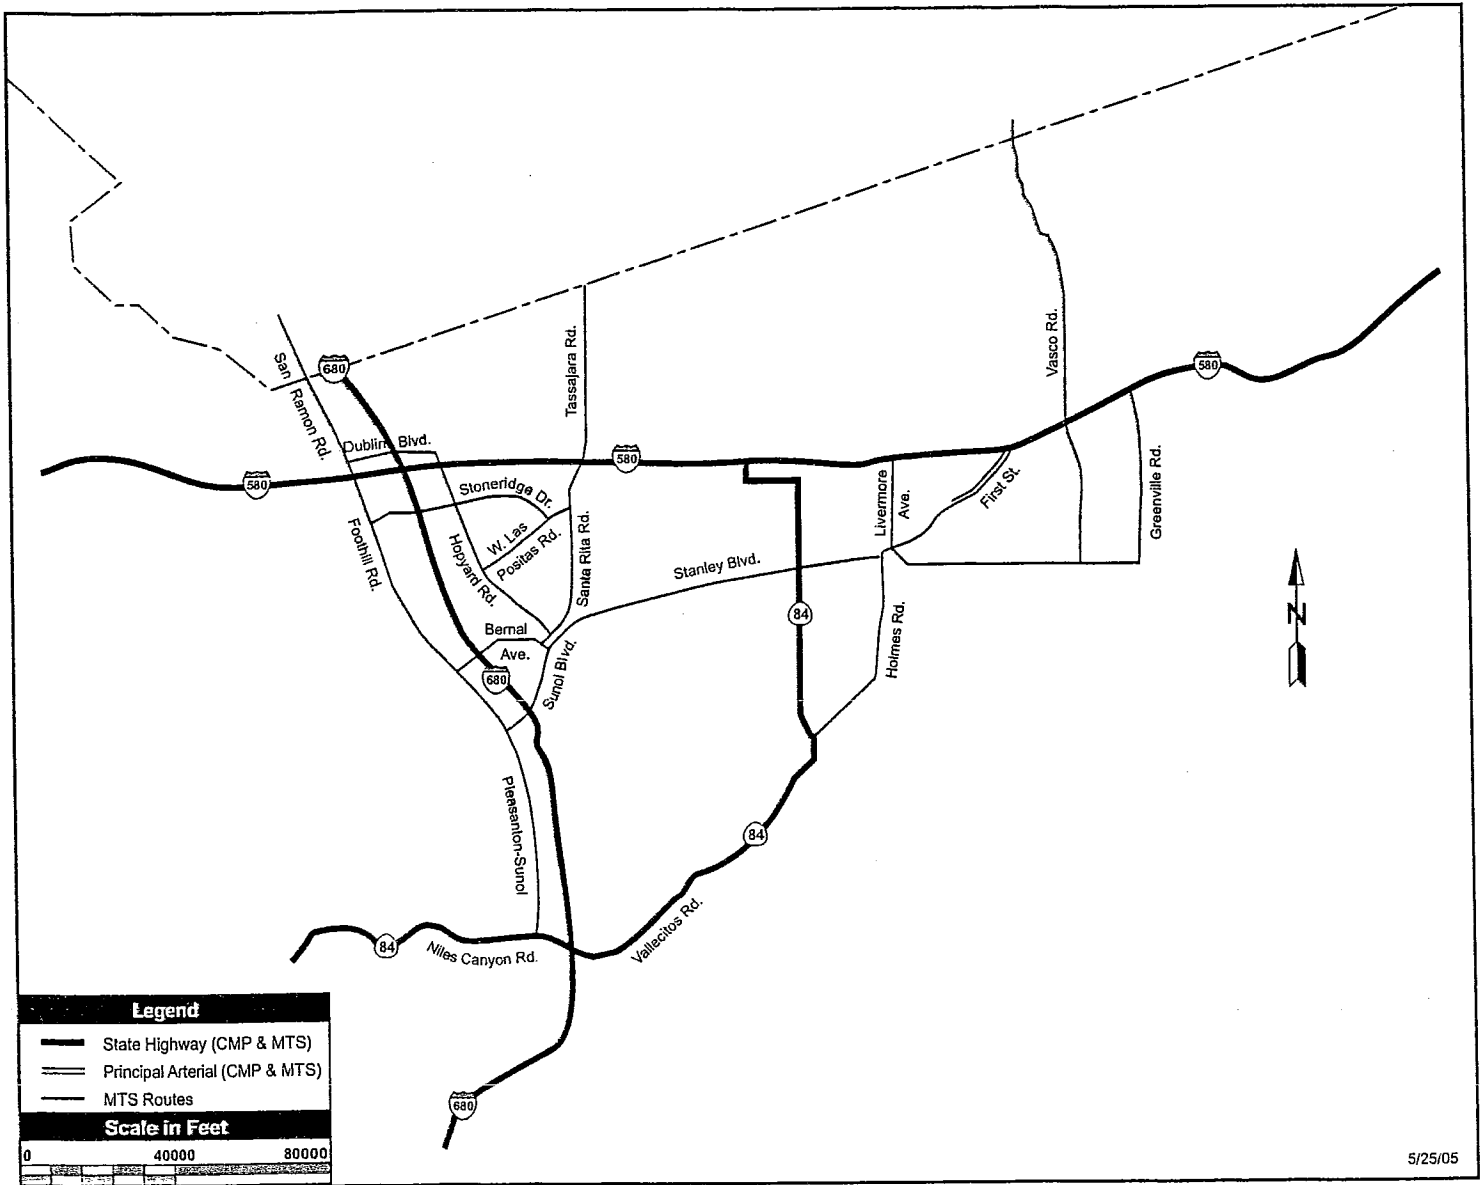 San
Ramon Rd.
680
Tassajara Rd.
Vasco Rd.
580
Dublin Blvd.
580
580
Stoneridge Dr.
W. Las
Positas Rd.
Foothill Rd.
Hopyard Rd.
Santa Rita Rd.
Livermore
Ave.
First St.
Greenville Rd.
Stanley Blvd.
84
N
Bernal
Ave.
680
Sunol Blvd.
Holmes Rd.
Pleasanton-Sunol
84
84
Niles Canyon Rd.
Vallecitos Rd.
680
Legend
State Highway (CMP & MTS)
Principal Arterial (CMP & MTS)
MTS Routes
Scale in Feet
0 40000 80000
5/25/05